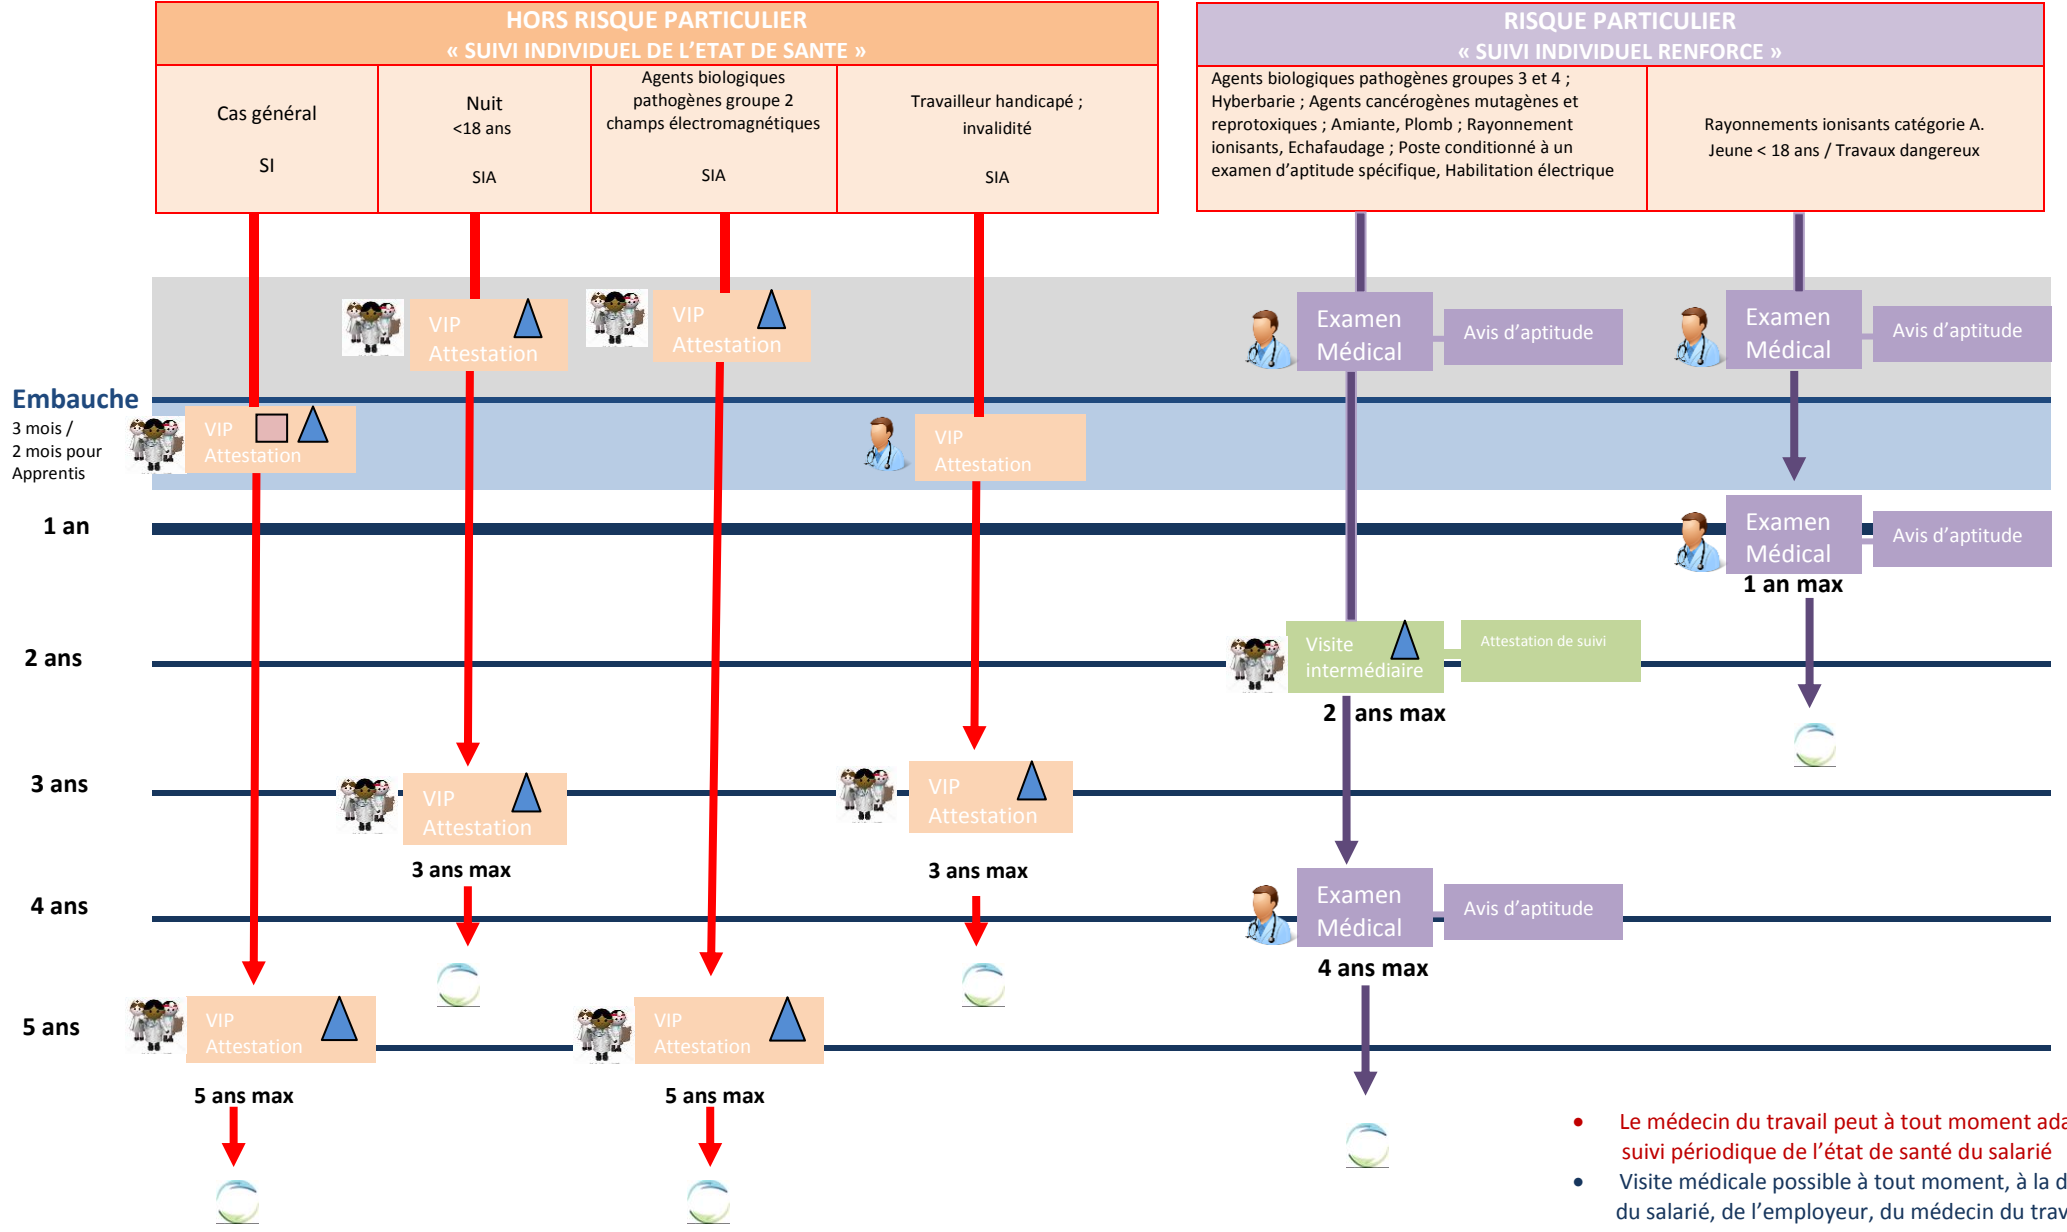 HORS RISQUE PARTICULIER
« SUIVI INDIVIDUEL DE L’ETAT DE SANTE »
RISQUE PARTICULIER
« SUIVI INDIVIDUEL RENFORCE »
Cas général
SI
Nuit
<18 ans
SIA
Agents biologiques
pathogènes groupe 2
champs électromagnétiques
SIA
Travailleur handicapé ;
invalidité
SIA
Agents biologiques pathogènes groupes 3 et 4 ;
Hyberbarie ; Agents cancérogènes mutagènes et
reprotoxiques ; Amiante, Plomb ; Rayonnement
ionisants, Echafaudage ; Poste conditionné à un
examen d’aptitude spécifique, Habilitation électrique
Rayonnements ionisants catégorie A.
Jeune < 18 ans / Travaux dangereux
VIP
Attestation
VIP
Attestation
Examen
Médical
Avis d’aptitude
Examen
Médical
Avis d’aptitude
Embauche
3 mois /
2 mois pour
Apprentis
VIP
Attestation
VIP
Attestation
1 an
Examen
Médical
Avis d’aptitude
1 an max
2 ans
Visite
intermédiaire
Attestation de suivi
2 ans max
3 ans
VIP
Attestation
3 ans max
VIP
Attestation
3 ans max
4 ans
Examen
Médical
Avis d’aptitude
4 ans max
5 ans
VIP
Attestation
5 ans max
VIP
Attestation
5 ans max
• Le médecin du travail peut à tout moment ada
suivi périodique de l’état de santé du salarié
• Visite médicale possible à tout moment, à la d
du salarié, de l’employeur, du médecin du trav